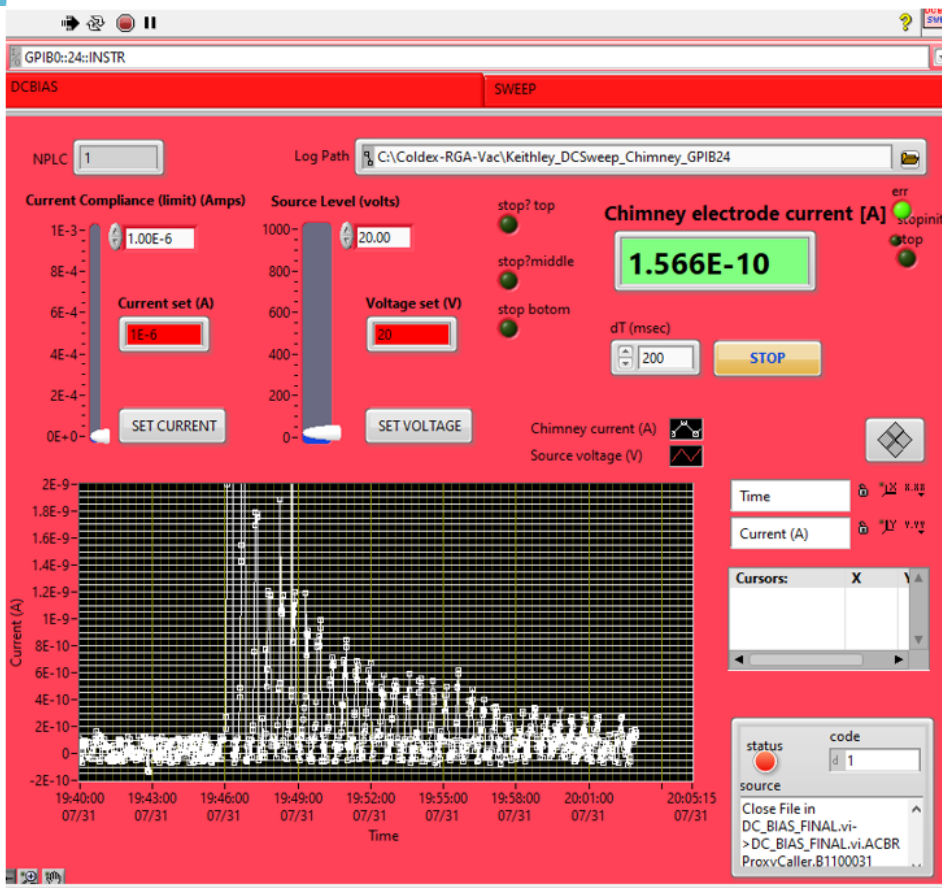 GPIB0::24::INSTR
DCBIAS
SWEEP
NPLC
1
Log Path
C:\Coldex-RGA-Vac\Keithley_DCSweep_Chimney_GPIB24
Current Compliance (limit) (Amps)
Source Level (volts)
1E-3
8E-4
6E-4
4E-4
2E-4
0E+0
1.00E-6
Current set (A)
1E-6
SET CURRENT
1000
800
600
400
200
0
20.00
Voltage set (V)
20
SET VOLTAGE
stop? top
stop?middle
stop botom
Chimney electrode current [A]
err
stopinit
stop
1.566E-10
dT (msec)
200
STOP
Chimney current (A)
Source voltage (V)
Current (A)
2E-9
1.8E-9
1.6E-9
1.4E-9
1.2E-9
1E-9
8E-10
6E-10
4E-10
2E-10
0
-2E-10
19:40:00 19:43:00 19:46:00 19:49:00 19:52:00 19:55:00 19:58:00 20:01:00 20:05:15
07/31 07/31 07/31 07/31 07/31 07/31 07/31 07/31 07/31
Time
Time
Current (A)
Cursors: X Y
status
code
d 1
source
Close File in
DC_BIAS_FINAL.vi-
>DC_BIAS_FINAL.vi.ACBR
ProxyCaller.B1100031